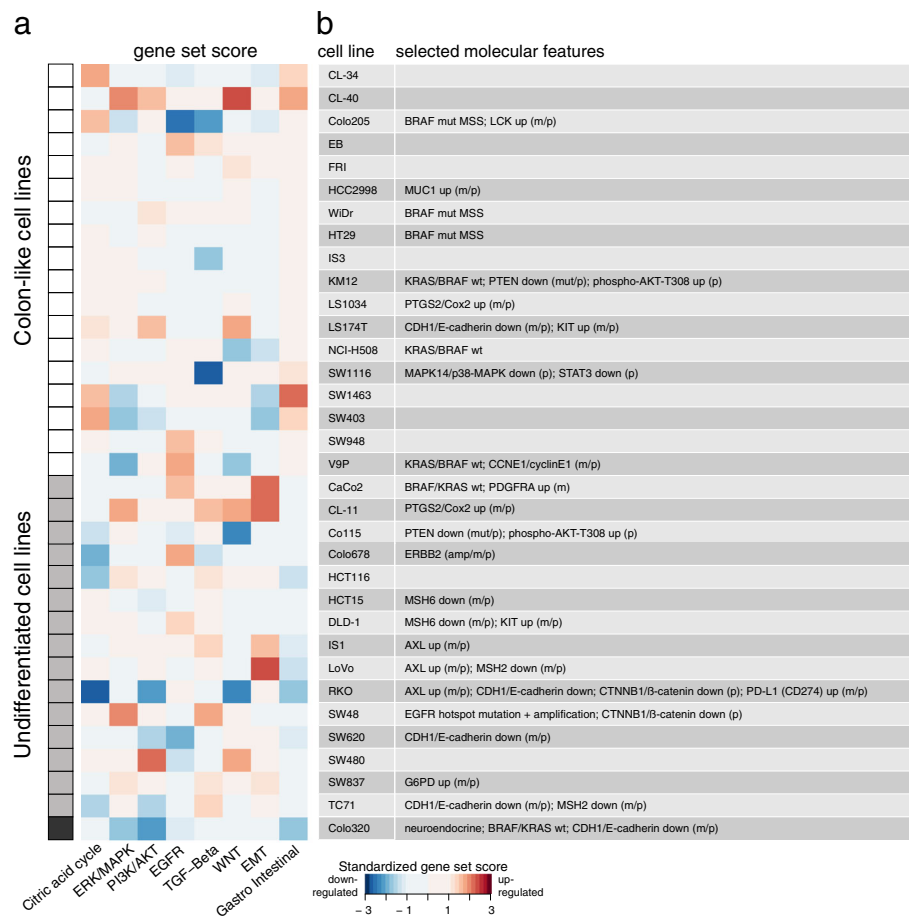 a
b
gene set score
cell line selected molecular features
Colon-like cell lines
Undifferentiated cell lines
CL-34
CL-40
Colo205 BRAF mut MSS; LCK up (m/p)
EB
FRI
HCC2998 MUC1 up (m/p)
WiDr BRAF mut MSS
HT29 BRAF mut MSS
IS3
KM12 KRAS/BRAF wt; PTEN down (mut/p); phospho-AKT-T308 up (p)
LS1034 PTGS2/Cox2 up (m/p)
LS174T CDH1/E-cadherin down (m/p); KIT up (m/p)
NCI-H508 KRAS/BRAF wt
SW1116 MAPK14/p38-MAPK down (p); STAT3 down (p)
SW1463
SW403
SW948
V9P KRAS/BRAF wt; CCNE1/cyclinE1 (m/p)
CaCo2 BRAF/KRAS wt; PDGFRA up (m)
CL-11 PTGS2/Cox2 up (m/p)
Co115 PTEN down (mut/p); phospho-AKT-T308 up (p)
Colo678 ERBB2 (amp/m/p)
HCT116
HCT15 MSH6 down (m/p)
DLD-1 MSH6 down (m/p); KIT up (m/p)
IS1 AXL up (m/p)
LoVo AXL up (m/p); MSH2 down (m/p)
RKO AXL up (m/p); CDH1/E-cadherin down; CTNNB1/ß-catenin down (p); PD-L1 (CD274) up (m/p)
SW48 EGFR hotspot mutation + amplification; CTNNB1/ß-catenin down (p)
SW620 CDH1/E-cadherin down (m/p)
SW480
SW837 G6PD up (m/p)
TC71 CDH1/E-cadherin down (m/p); MSH2 down (m/p)
Colo320 neuroendocrine; BRAF/KRAS wt; CDH1/E-cadherin down (m/p)
Citric acid cycle
ERK/MAPK
PI3K/AKT
EGFR
TGF-Beta
WNT
EMT
Gastro Intestinal
Standardized gene set score
down-regulated
up-regulated
−3 −1 1 3